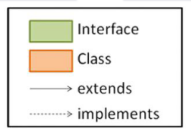 Interface
Class
extends
implements